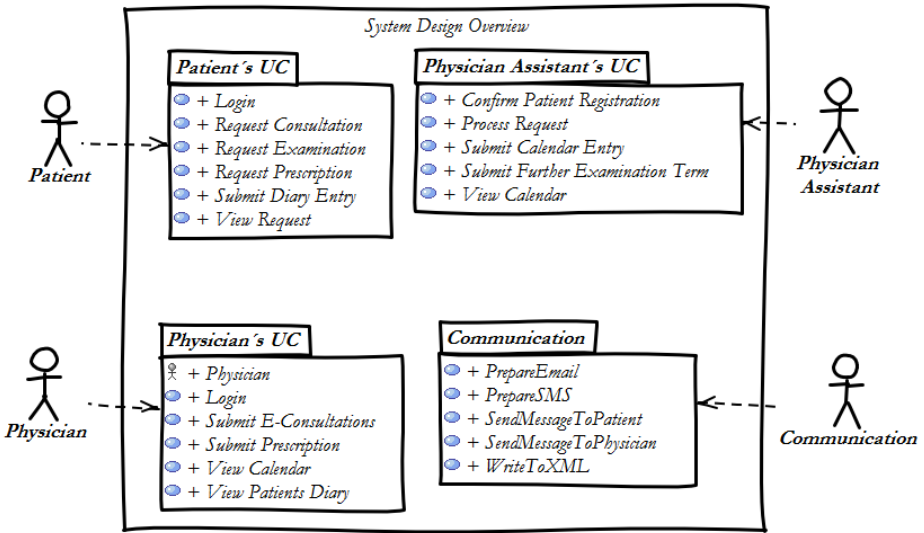 System Design Overview
Patient´s UC
+ Login
+ Request Consultation
+ Request Examination
+ Request Prescription
+ Submit Diary Entry
+ View Request
Physician Assistant´s UC
+ Confirm Patient Registration
+ Process Request
+ Submit Calendar Entry
+ Submit Further Examination Term
+ View Calendar
Patient
Physician
Assistant
Physician´s UC
+ Physician
+ Login
+ Submit E-Consultations
+ Submit Prescription
+ View Calendar
+ View Patients Diary
Communication
+ PrepareEmail
+ PrepareSMS
+ SendMessageToPatient
+ SendMessageToPhysician
+ WriteToXML
Physician
Communication